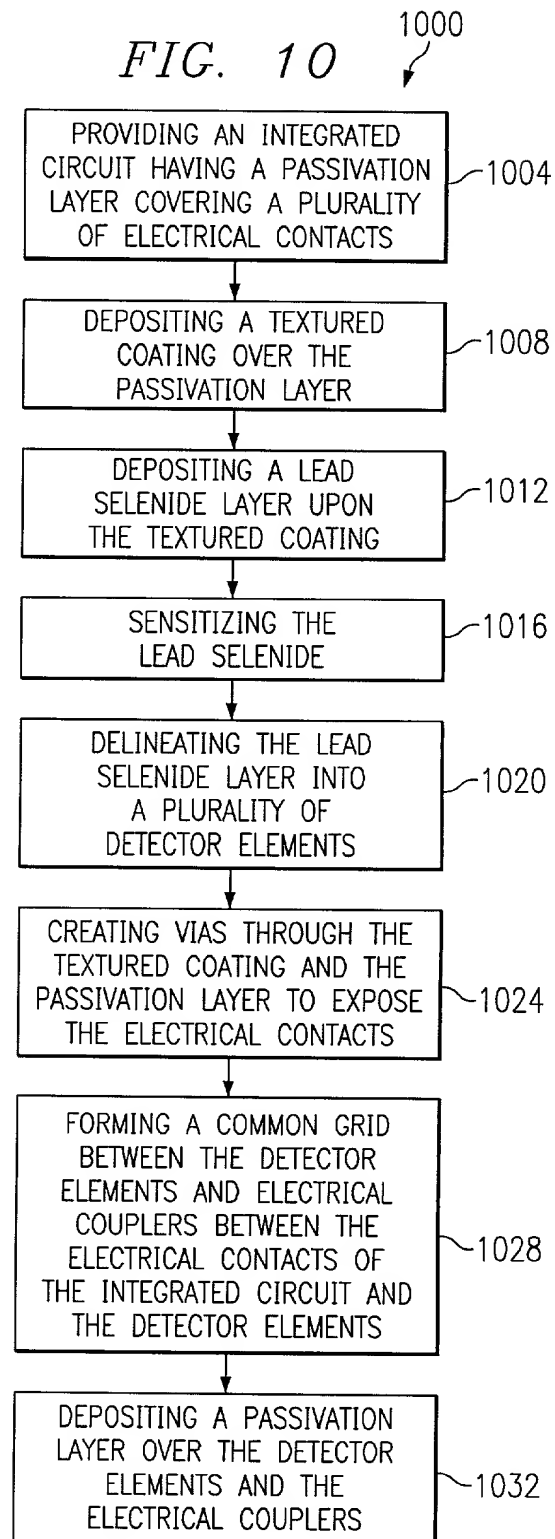 1000
FIG. 10
PROVIDING AN INTEGRATED
CIRCUIT HAVING A PASSIVATION
LAYER COVERING A PLURALITY
OF ELECTRICAL CONTACTS
1004
DEPOSITING A TEXTURED
COATING OVER THE
PASSIVATION LAYER
1008
DEPOSITING A LEAD
SELENIDE LAYER UPON
THE TEXTURED COATING
1012
SENSITIZING THE
LEAD SELENIDE
1016
DELINEATING THE LEAD
SELENIDE LAYER INTO
A PLURALITY OF
DETECTOR ELEMENTS
1020
CREATING VIAS THROUGH THE
TEXTURED COATING AND THE
PASSIVATION LAYER TO EXPOSE
THE ELECTRICAL CONTACTS
1024
FORMING A COMMON GRID
BETWEEN THE DETECTOR
ELEMENTS AND ELECTRICAL
COUPLERS BETWEEN THE
ELECTRICAL CONTACTS OF
THE INTEGRATED CIRCUIT AND
THE DETECTOR ELEMENTS
1028
DEPOSITING A PASSIVATION
LAYER OVER THE DETECTOR
ELEMENTS AND THE
ELECTRICAL COUPLERS
1032